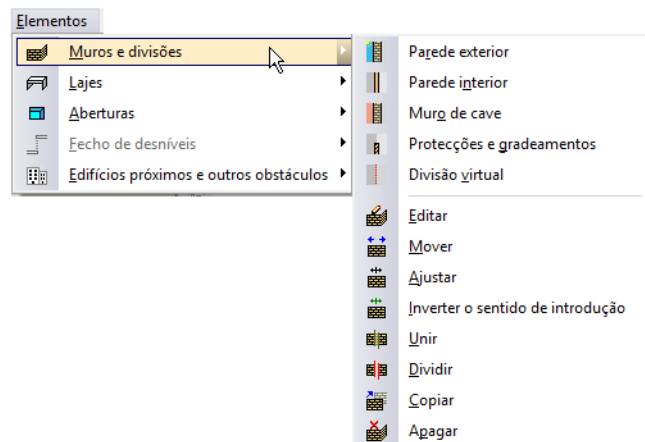 Elementos
Muros e divisões
Lajes
Aberturas
Fecho de desníveis
Edifícios próximos e outros obstáculos
Parede exterior
Parede interior
Muro de cave
Protecções e gradeamentos
Divisão virtual
Editar
Mover
Ajustar
Inverter o sentido de introdução
Unir
Dividir
Copiar
Apagar